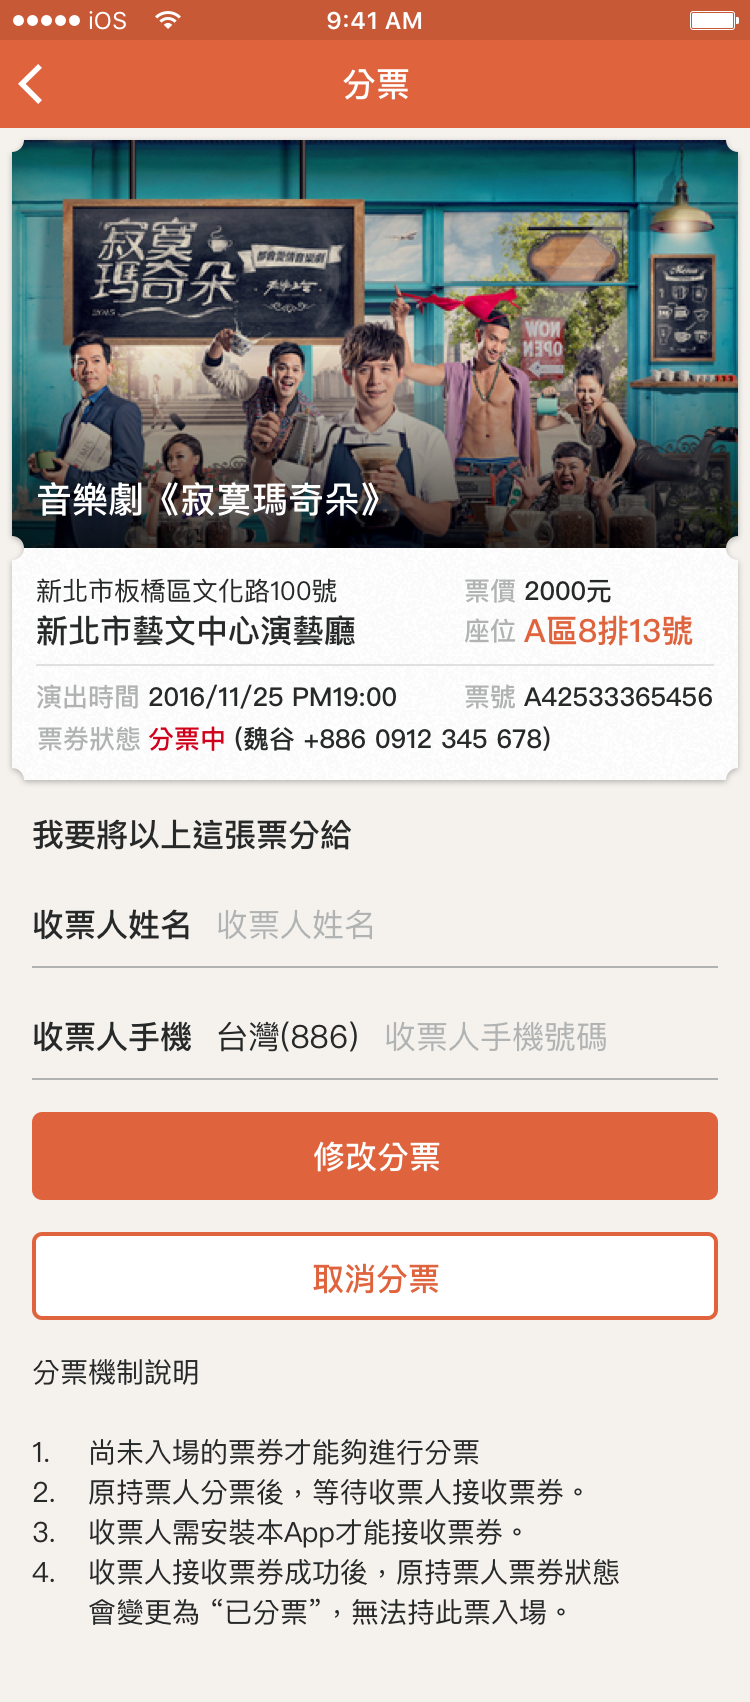 iOS 9:41 AM
分票
寂寞
瑪奇朵
都會愛情音樂劇
2015
Menu
NOW
OPEN
音樂劇《寂寞瑪奇朵》
新北市板橋區文化路100號
票價 2000元
新北市藝文中心演藝廳
座位 A區8排13號
演出時間 2016/11/25 PM19:00
票號 A42533365456
票券狀態 分票中 (魏谷 +886 0912 345 678)
我要將以上這張票分給
收票人姓名 收票人姓名
收票人手機 台灣(886) 收票人手機號碼
修改分票
取消分票
分票機制說明
1. 尚未入場的票券才能夠進行分票
2. 原持票人分票後，等待收票人接收票券。
3. 收票人需安裝本App才能接收票券。
4. 收票人接收票券成功後，原持票人票券狀態
會變更為 “已分票”，無法持此票入場。